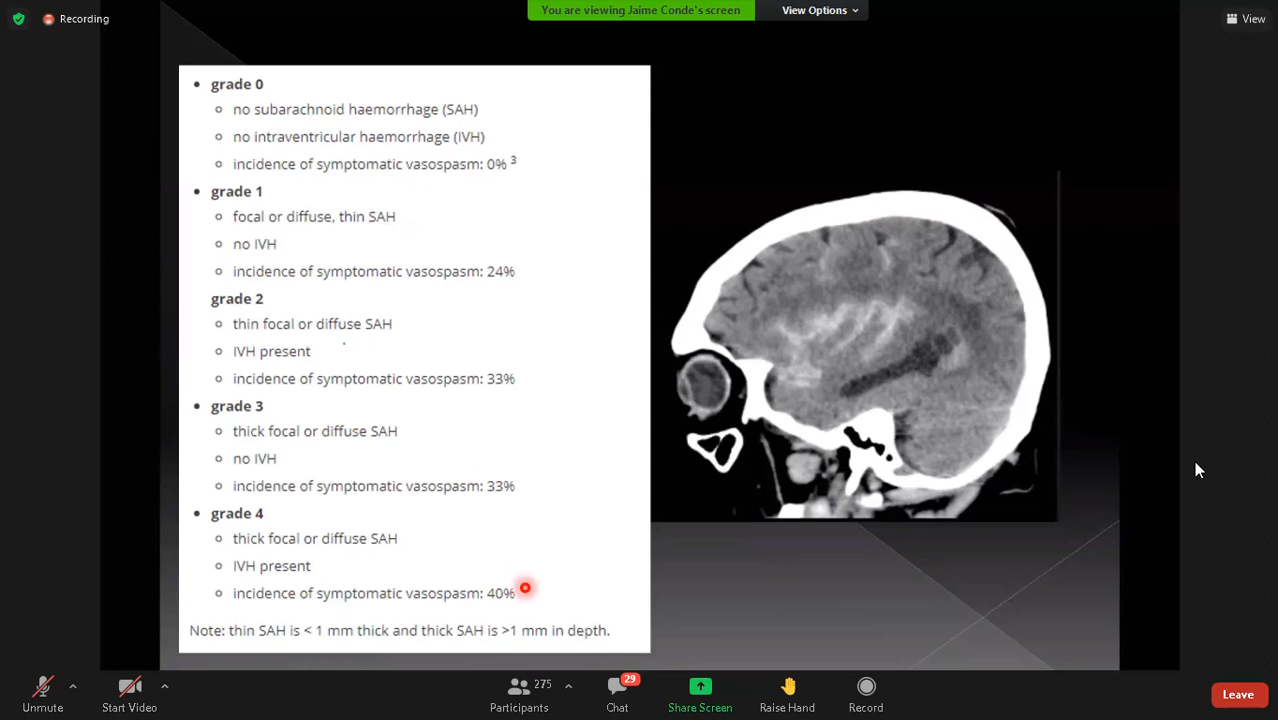 Recording
You are viewing Jaime Conde's screen
View Options
View
grade 0
no subarachnoid haemorrhage (SAH)
no intraventricular haemorrhage (IVH)
incidence of symptomatic vasospasm: 0% 3
grade 1
focal or diffuse, thin SAH
no IVH
incidence of symptomatic vasospasm: 24%
grade 2
thin focal or diffuse SAH
IVH present
incidence of symptomatic vasospasm: 33%
grade 3
thick focal or diffuse SAH
no IVH
incidence of symptomatic vasospasm: 33%
grade 4
thick focal or diffuse SAH
IVH present
incidence of symptomatic vasospasm: 40%
Note: thin SAH is < 1 mm thick and thick SAH is >1 mm in depth.
Unmute
Start Video
275
Participants
29
Chat
Share Screen
Raise Hand
Record
Leave